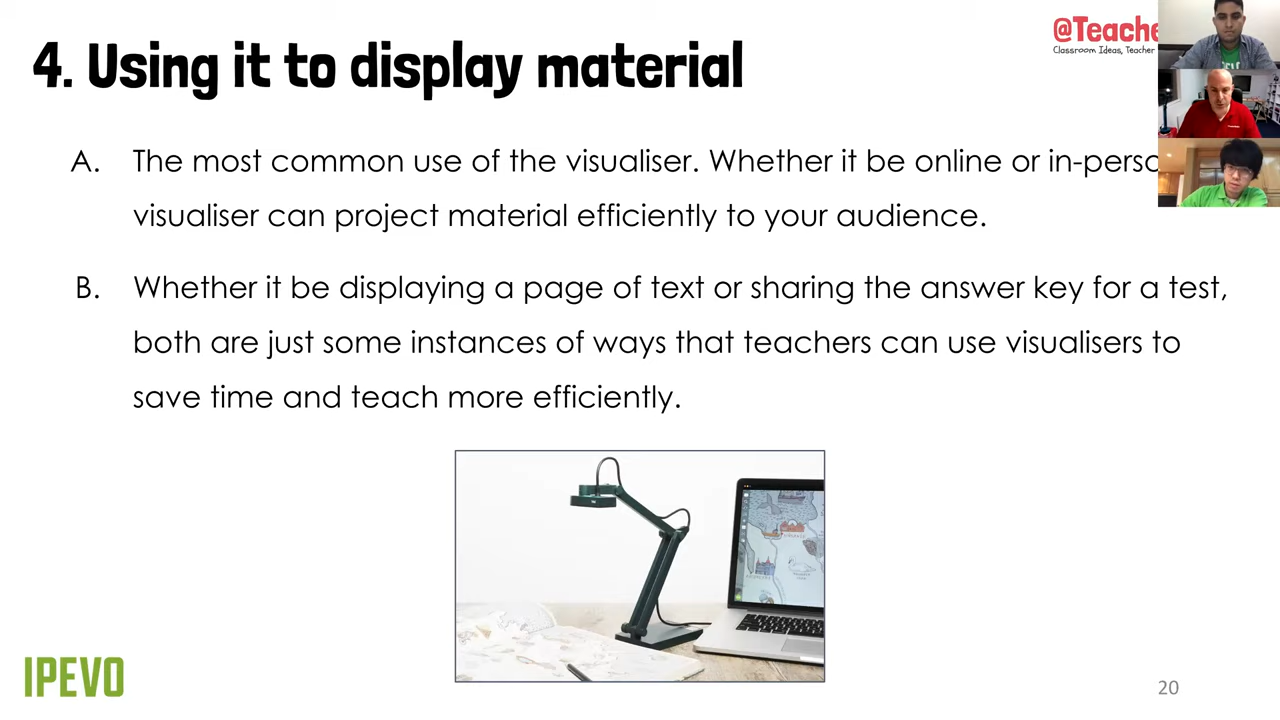 4. Using it to display material
@Teache
Classroom Ideas, Teacher
A. The most common use of the visualiser. Whether it be online or in-perso
visualiser can project material efficiently to your audience.
B. Whether it be displaying a page of text or sharing the answer key for a test,
both are just some instances of ways that teachers can use visualisers to
save time and teach more efficiently.
IPEVO
20